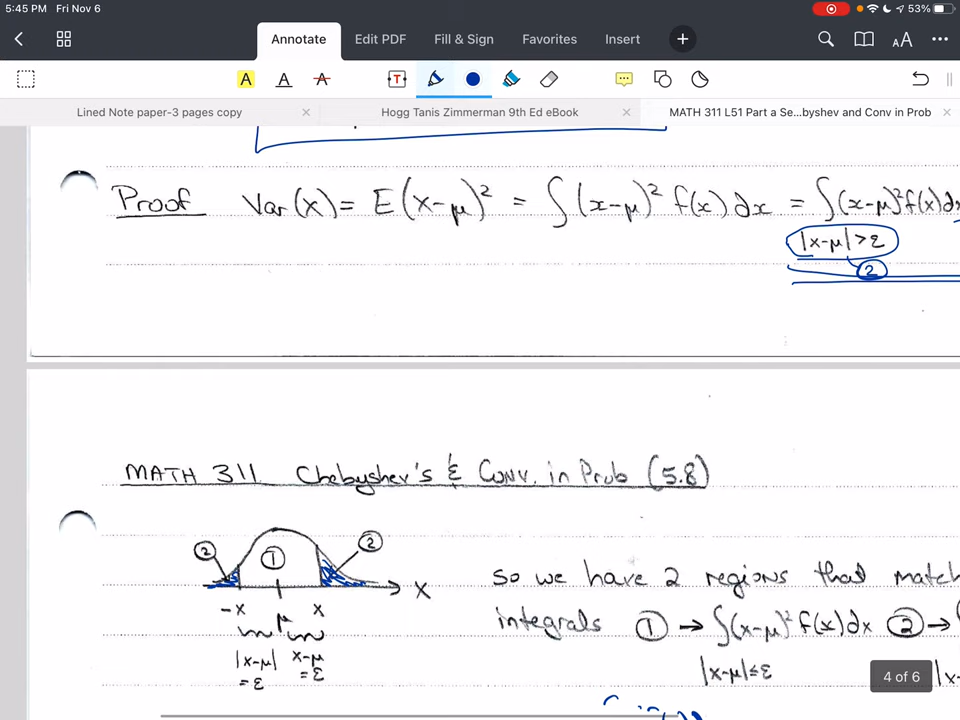 5:45 PM Fri Nov 6
53%
Annotate Edit PDF Fill & Sign Favorites Insert
AA
A A A T
Lined Note paper-3 pages copy
Hogg Tanis Zimmerman 9th Ed eBook
MATH 311 L51 Part a Se...byshev and Conv in Prob
Proof Var(x)= E(x-μ)² = ∫(x-μ)² f(x) dx = ∫(x-μ)² f(x) dx
|x-μ|>ε
②
MATH 311 Chebyshev's & Conv. in Prob (5.8)
② ① ②
x
-x μ x
|x-μ| x-μ
= ε = ε
so we have 2 regions that match
integrals ① → ∫(x-μ)² f(x) dx ② →
|x-μ|≤ε |x-
4 of 6